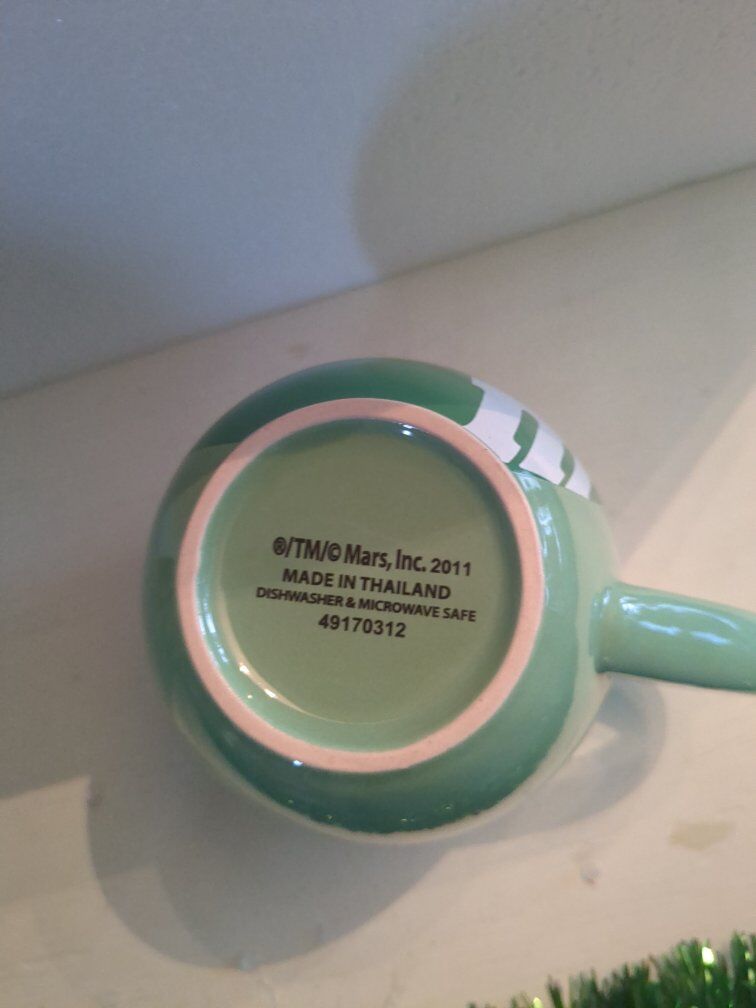 ®/TM/© Mars, Inc. 2011
MADE IN THAILAND
DISHWASHER & MICROWAVE SAFE
49170312
m